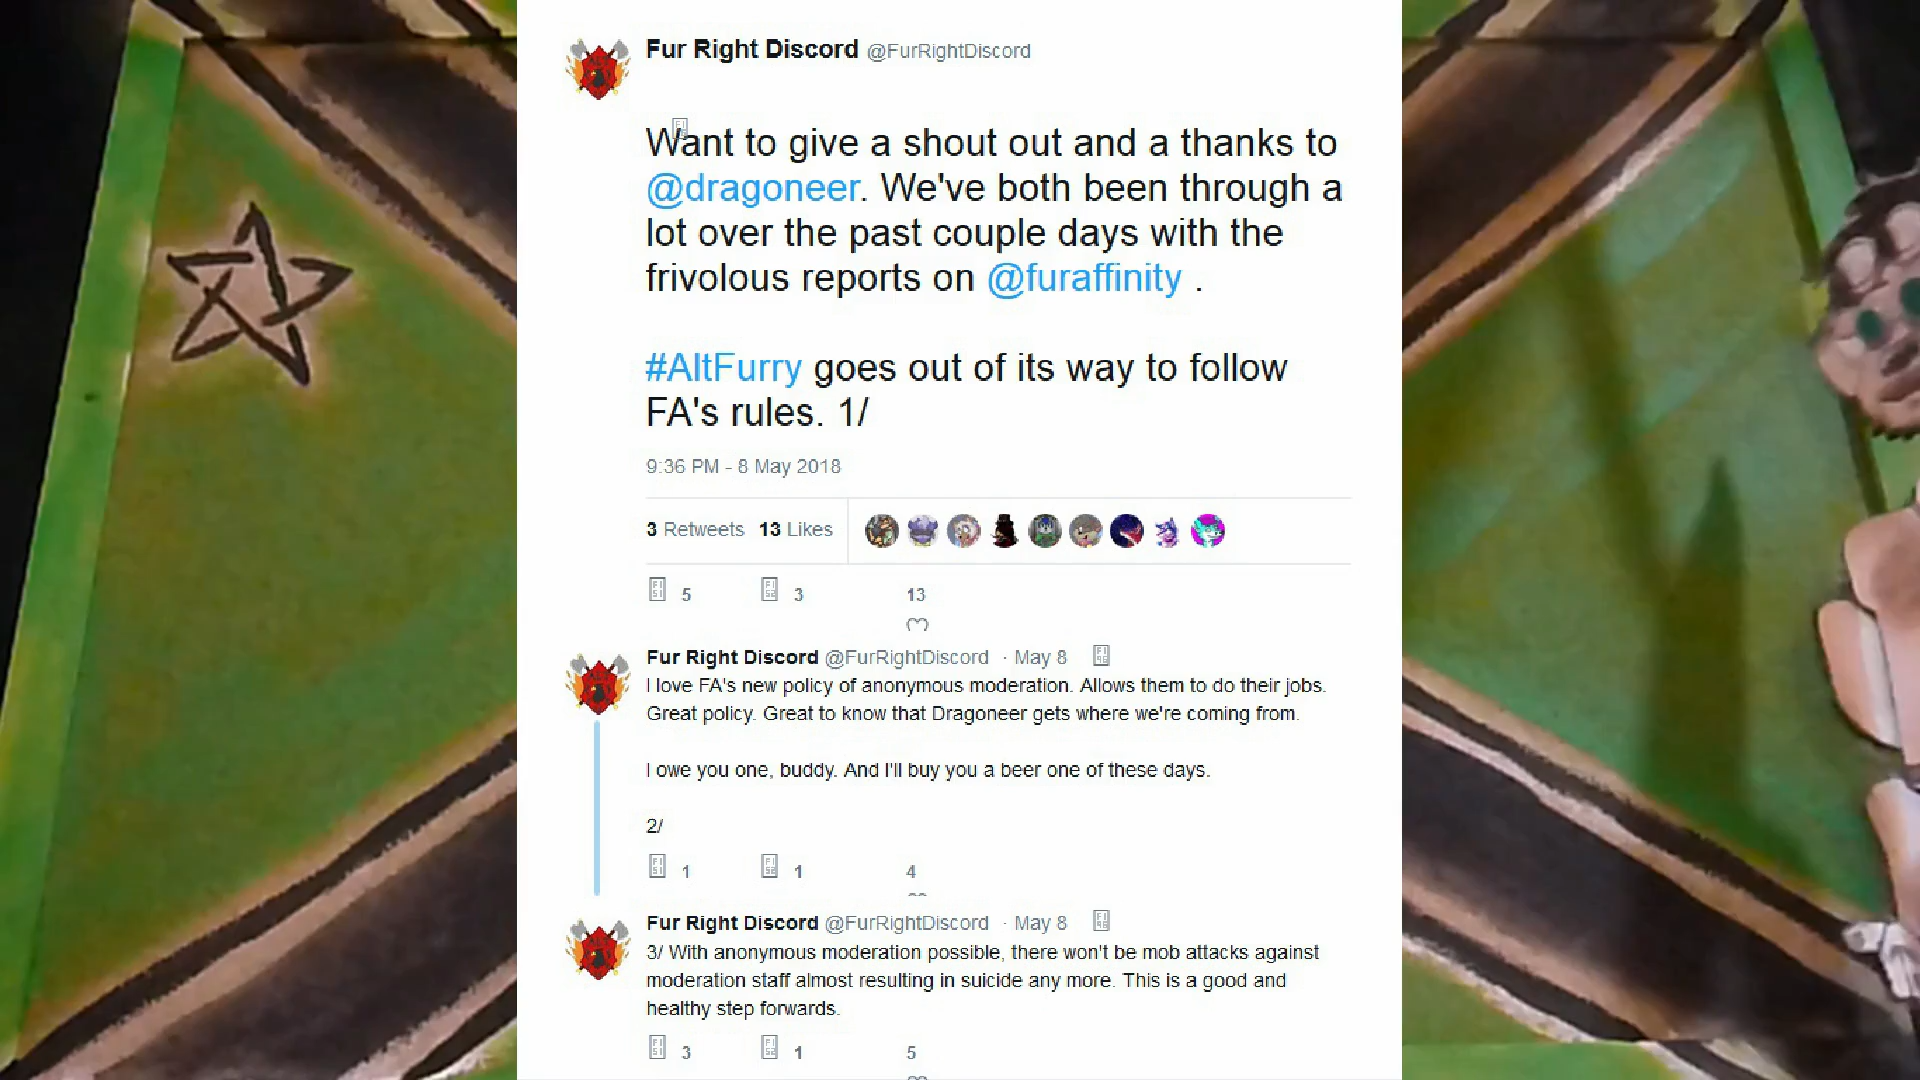 Fur Right Discord @FurRightDiscord
Want to give a shout out and a thanks to
@dragoneer. We've both been through a
lot over the past couple days with the
frivolous reports on @furaffinity .
#AltFurry goes out of its way to follow
FA's rules. 1/
9:36 PM - 8 May 2018
3 Retweets 13 Likes
5 3 13
Fur Right Discord @FurRightDiscord · May 8
I love FA's new policy of anonymous moderation. Allows them to do their jobs.
Great policy. Great to know that Dragoneer gets where we're coming from.
I owe you one, buddy. And I'll buy you a beer one of these days.
2/
1 1 4
Fur Right Discord @FurRightDiscord · May 8
3/ With anonymous moderation possible, there won't be mob attacks against
moderation staff almost resulting in suicide any more. This is a good and
healthy step forwards.
3 1 5